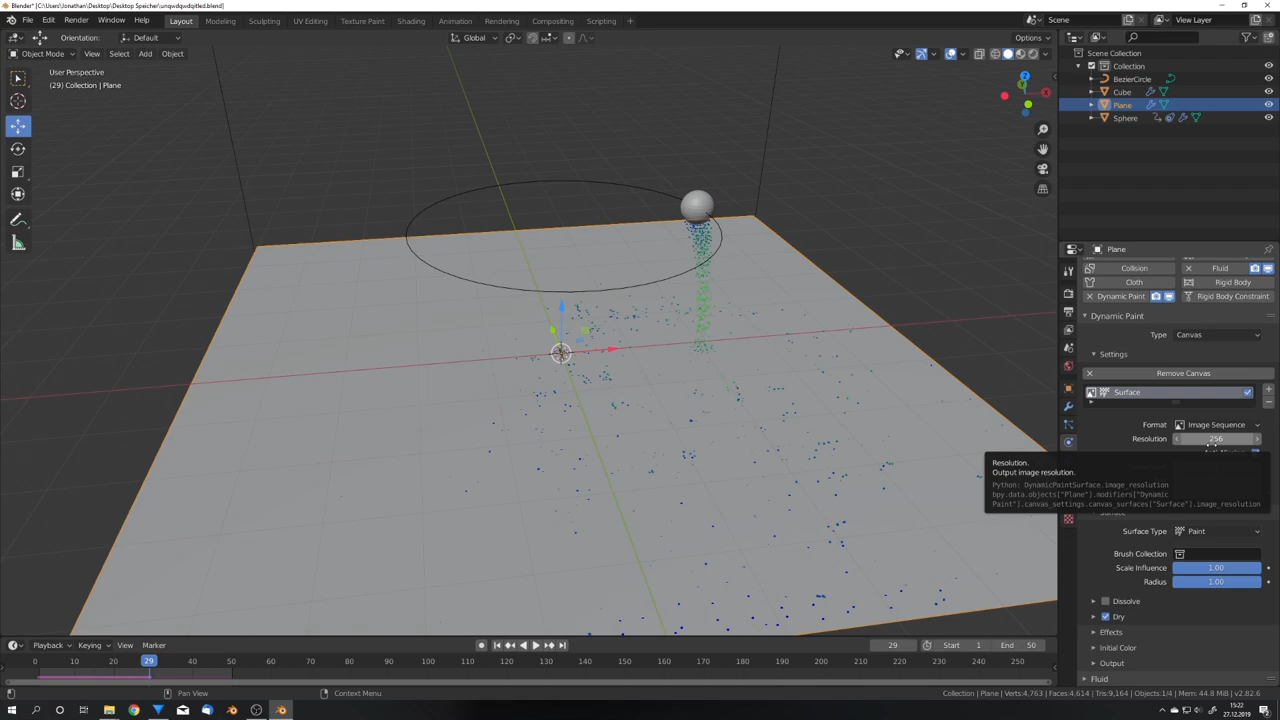 Blender* [C:\Users\Jonathan\Desktop\Desktop Speicher\unqwdqwdqitled.blend]
File Edit Render Window Help Layout Modeling Sculpting UV Editing Texture Paint Shading Animation Rendering Compositing Scripting Scene View Layer
Orientation: Default Global Options
Object Mode View Select Add Object
Scene Collection
Collection
BezierCircle
Cube
Plane
Sphere
User Perspective
(29) Collection | Plane
Z
Y
X
Plane
Collision Fluid
Cloth Rigid Body
Dynamic Paint Rigid Body Constraint
Dynamic Paint
Type Canvas
Settings
Remove Canvas
Surface
Format Image Sequence
Resolution 256
Resolution.
Output image resolution.
Python: DynamicPaintSurface.image_resolution
bpy.data.objects["Plane"].modifiers["Dynamic
Paint"].canvas_settings.canvas_surfaces["Surface"].image_resolution
Surface Type Paint
Brush Collection
Scale Influence 1.00
Radius 1.00
Dissolve
Dry
Effects
Initial Color
Output
Fluid
Playback Keying View Marker 29 Start 1 End 50
0 10 20 29 40 50 60 70 80 90 100 110 120 130 140 150 160 170 180 190 200 210 220 230 240 250
Pan View Context Menu Collection | Plane | Verts:4,763 | Faces:4,614 | Tris:9,164 | Objects:1/4 | Mem: 44.8 MiB | v2.82.6
15:22
27.12.2019